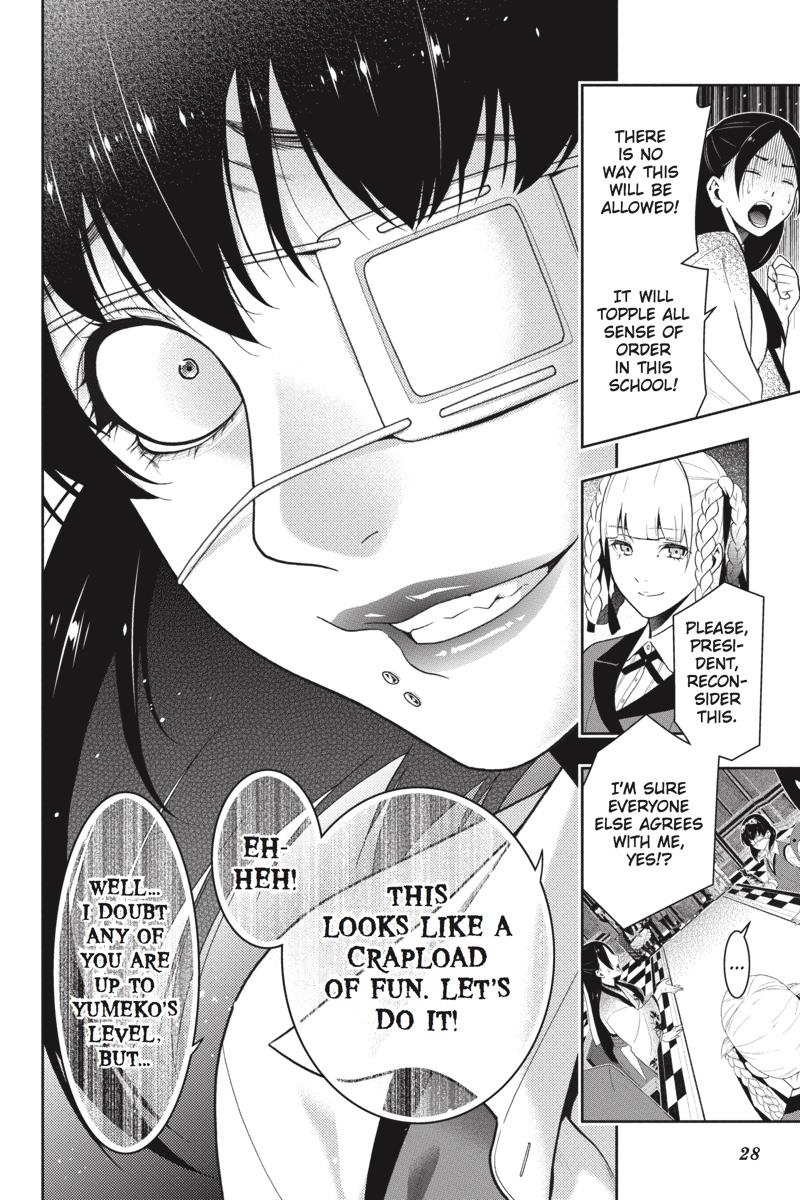 THERE
IS NO
WAY THIS
WILL BE
ALLOWED!
IT WILL
TOPPLE ALL
SENSE OF
ORDER
IN THIS
SCHOOL!
PLEASE,
PRESI-
DENT,
RECON-
SIDER
THIS.
I'M SURE
EVERYONE
ELSE AGREES
WITH ME,
YES!?
...
THIS
LOOKS LIKE A
CRAPLOAD
OF FUN. LET'S
DO IT!
EH-
HEH!
WELL...
I DOUBT
ANY OF
YOU ARE
UP TO
YUMEKO'S
LEVEL,
BUT...
28